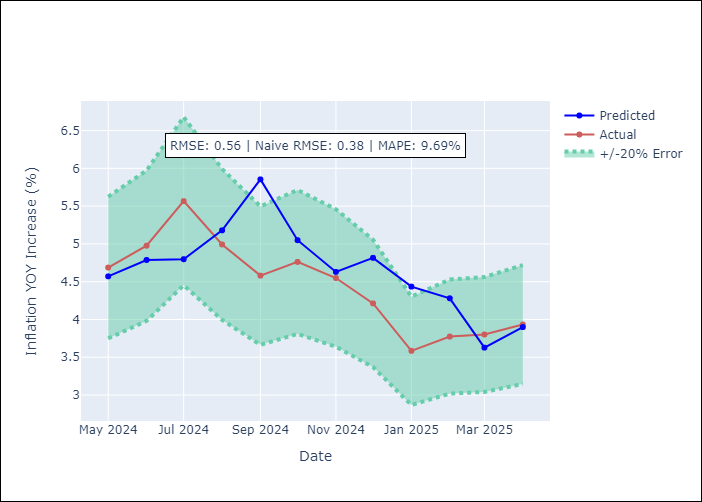 Predicted
Actual
+/-20% Error
RMSE: 0.56 | Naive RMSE: 0.38 | MAPE: 9.69%
Inflation YOY Increase (%)
6.5
6
5.5
5
4.5
4
3.5
3
May 2024 Jul 2024 Sep 2024 Nov 2024 Jan 2025 Mar 2025
Date